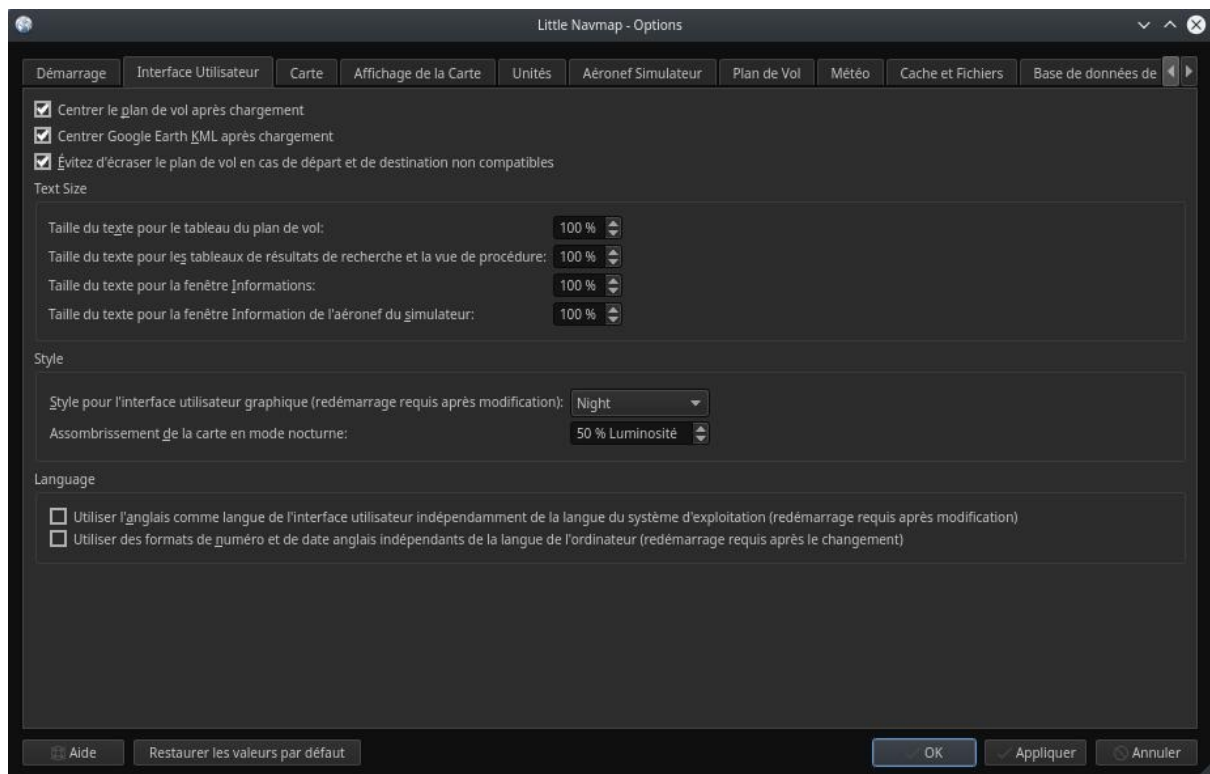 Little Navmap - Options
Démarrage Interface Utilisateur Carte Affichage de la Carte Unités Aéronef Simulateur Plan de Vol Météo Cache et Fichiers Base de données de
Centrer le plan de vol après chargement
Centrer Google Earth KML après chargement
Évitez d'écraser le plan de vol en cas de départ et de destination non compatibles
Text Size
Taille du texte pour le tableau du plan de vol: 100 %
Taille du texte pour les tableaux de résultats de recherche et la vue de procédure: 100 %
Taille du texte pour la fenêtre Informations: 100 %
Taille du texte pour la fenêtre Information de l'aéronef du simulateur: 100 %
Style
Style pour l'interface utilisateur graphique (redémarrage requis après modification): Night
Assombrissement de la carte en mode nocturne: 50 % Luminosité
Language
Utiliser l'anglais comme langue de l'interface utilisateur indépendamment de la langue du système d'exploitation (redémarrage requis après modification)
Utiliser des formats de numéro et de date anglais indépendants de la langue de l'ordinateur (redémarrage requis après le changement)
Aide Restaurer les valeurs par défaut OK Appliquer Annuler